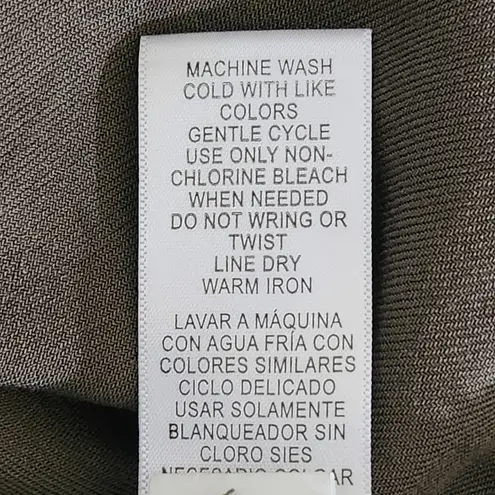 MACHINE WASH
COLD WITH LIKE
COLORS
GENTLE CYCLE
USE ONLY NON-
CHLORINE BLEACH
WHEN NEEDED
DO NOT WRING OR
TWIST
LINE DRY
WARM IRON
LAVAR A MÁQUINA
CON AGUA FRÍA CON
COLORES SIMILARES
CICLO DELICADO
USAR SOLAMENTE
BLANQUEADOR SIN
CLORO SIES
NECESARIO COLGAR